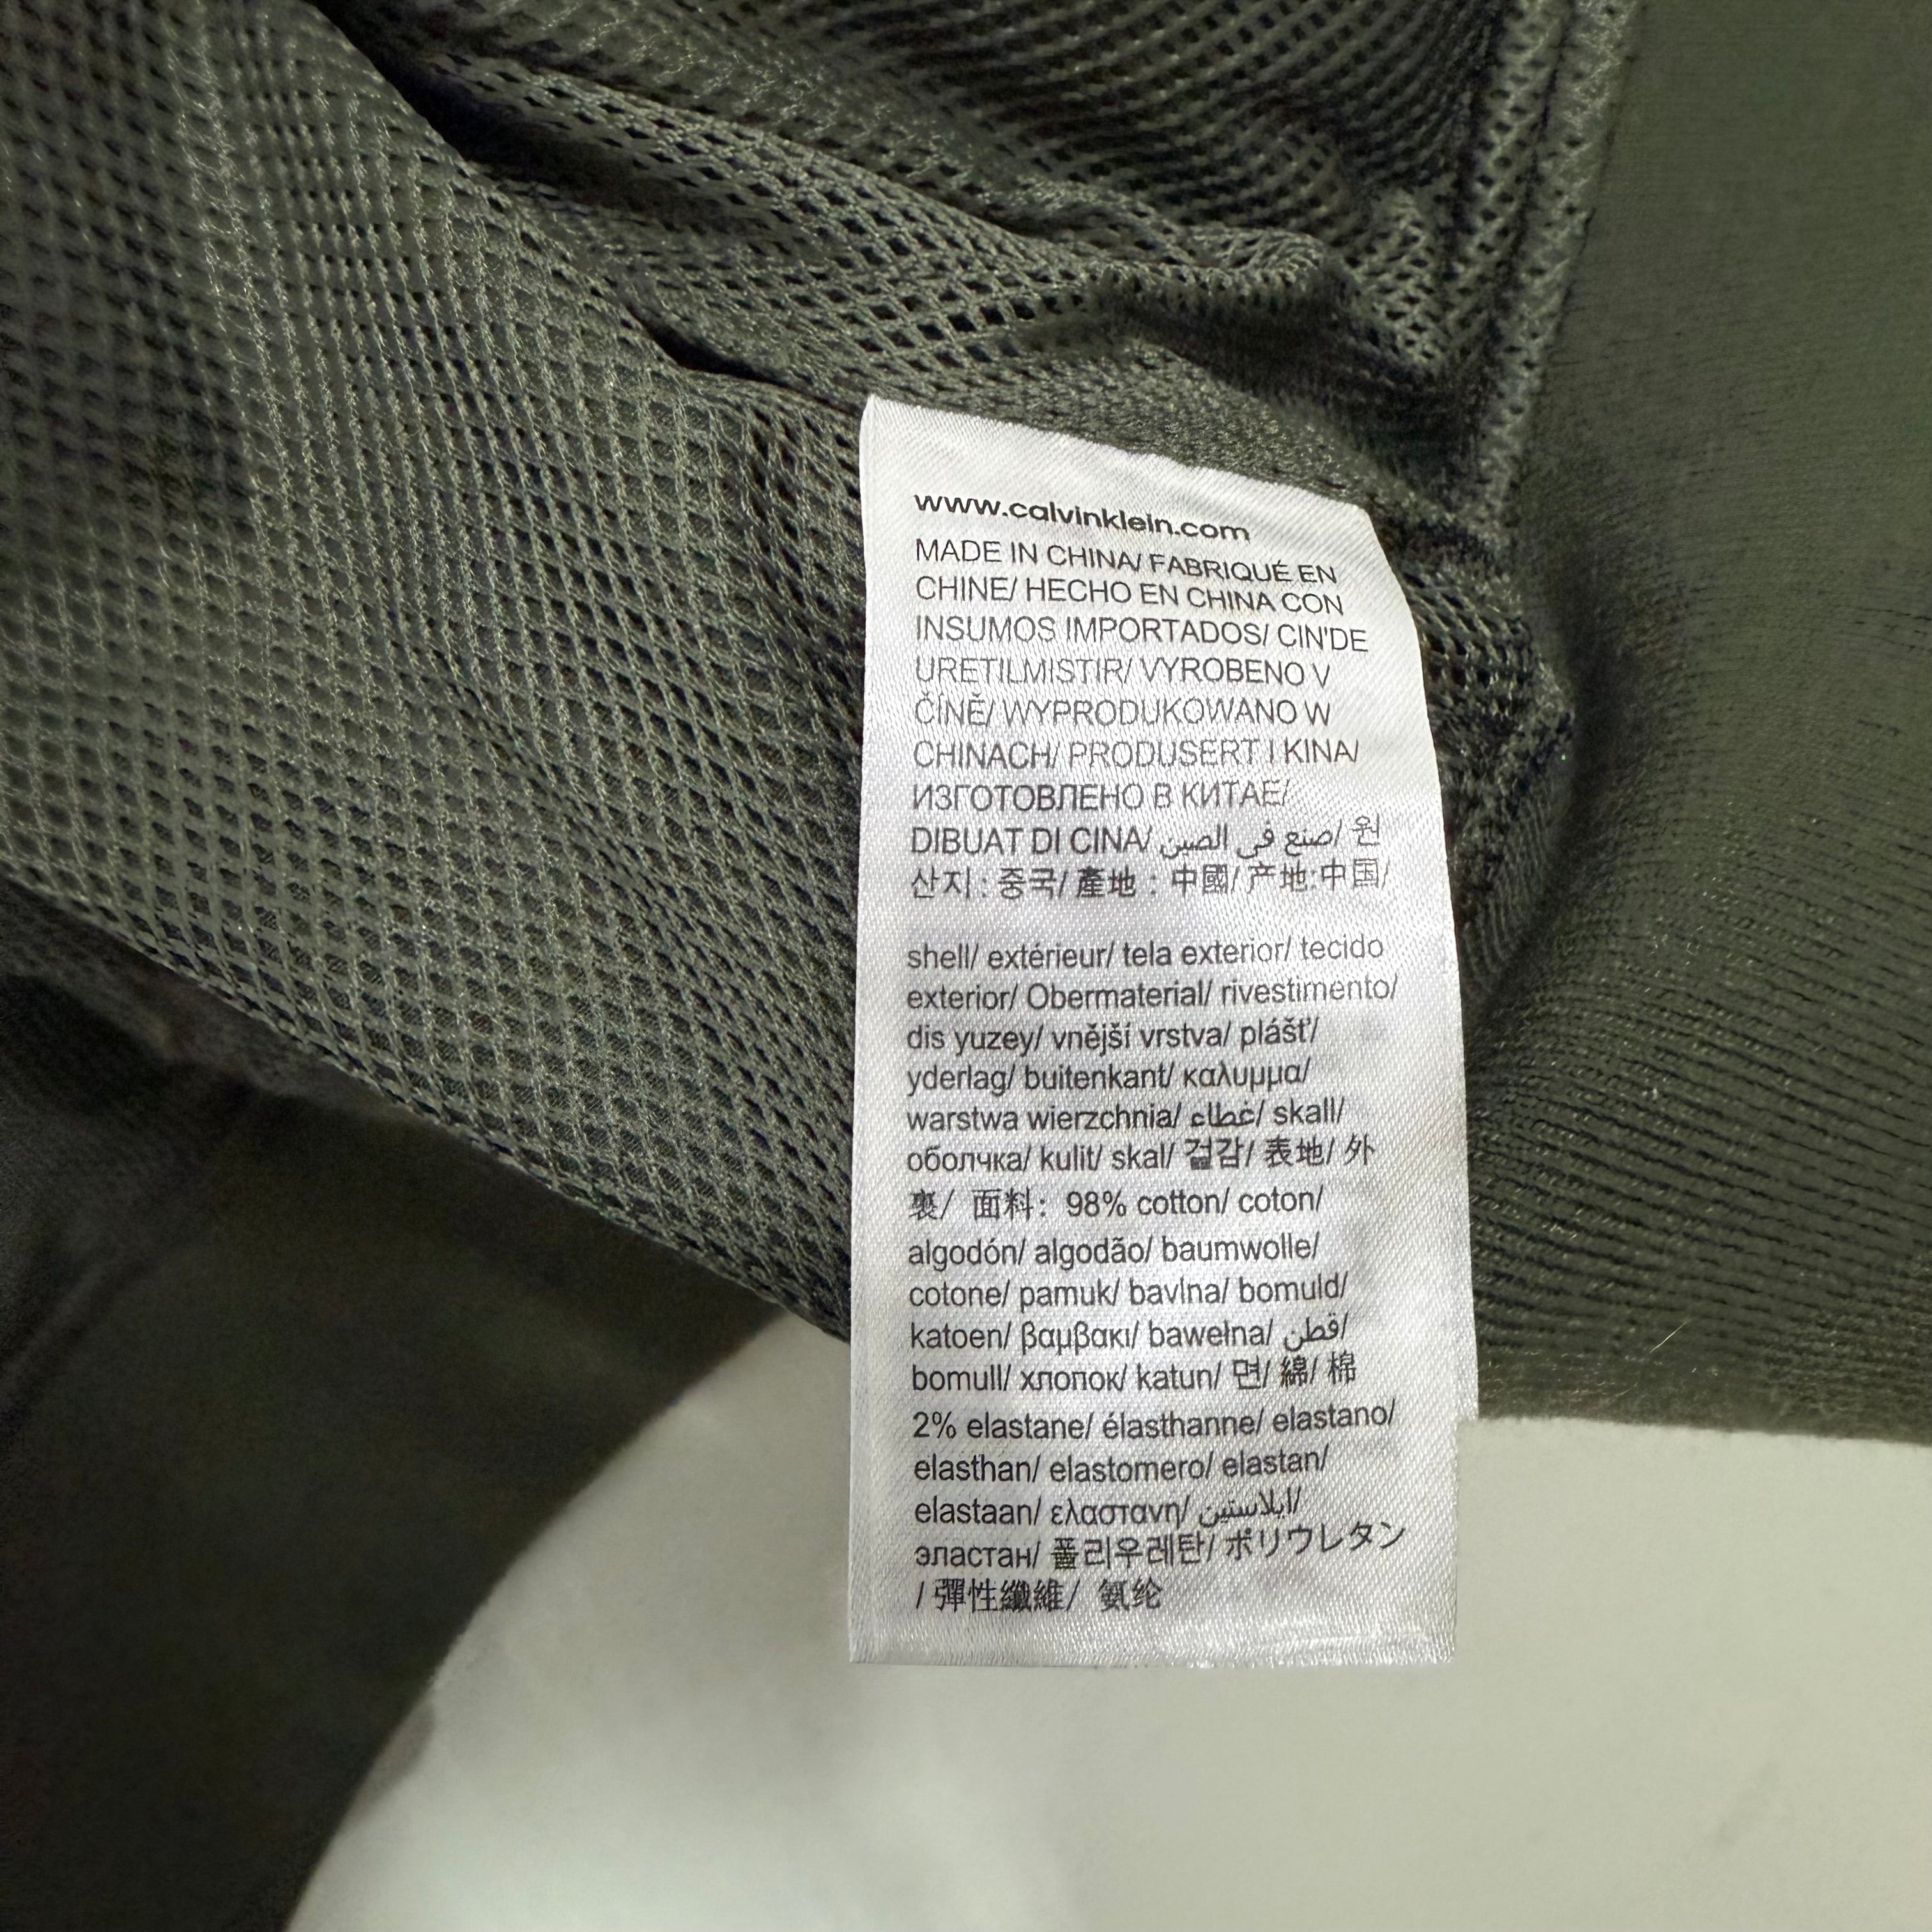 www.calvinklein.com
MADE IN CHINA/ FABRIQUÉ EN
CHINE/ HECHO EN CHINA CON
INSUMOS IMPORTADOS/ CIN'DE
URETILMISTIR/ VYROBENO V
ČÍNĚ/ WYPRODUKOWANO W
CHINACH/ PRODUSERT I KINA/
ИЗГОТОВЛЕНО В КИТАЕ/
DIBUAT DI CINA/ صنع في الصين/ 원
산지 : 중국/ 產地 : 中國/ 产地:中国/
shell/ extérieur/ tela exterior/ tecido
exterior/ Obermaterial/ rivestimento/
dis yuzey/ vnější vrstva/ plášť/
yderlag/ buitenkant/ καλυμμα/
warstwa wierzchnia/ غطاء/ skall/
оболчка/ kulit/ skal/ 겉감/ 表地/ 外
裏/ 面料: 98% cotton/ coton/
algodón/ algodão/ baumwolle/
cotone/ pamuk/ bavlna/ bomuld/
katoen/ βαμβακι/ bawełna/ قطن/
bomull/ хлопок/ katun/ 면/ 綿/ 棉
2% elastane/ élasthanne/ elastano/
elasthan/ elastomero/ elastan/
elastaan/ ελαστανη/ ايلاستين/
эластан/ 폴리우레탄/ ポリウレタン
/ 彈性纖維/ 氨纶